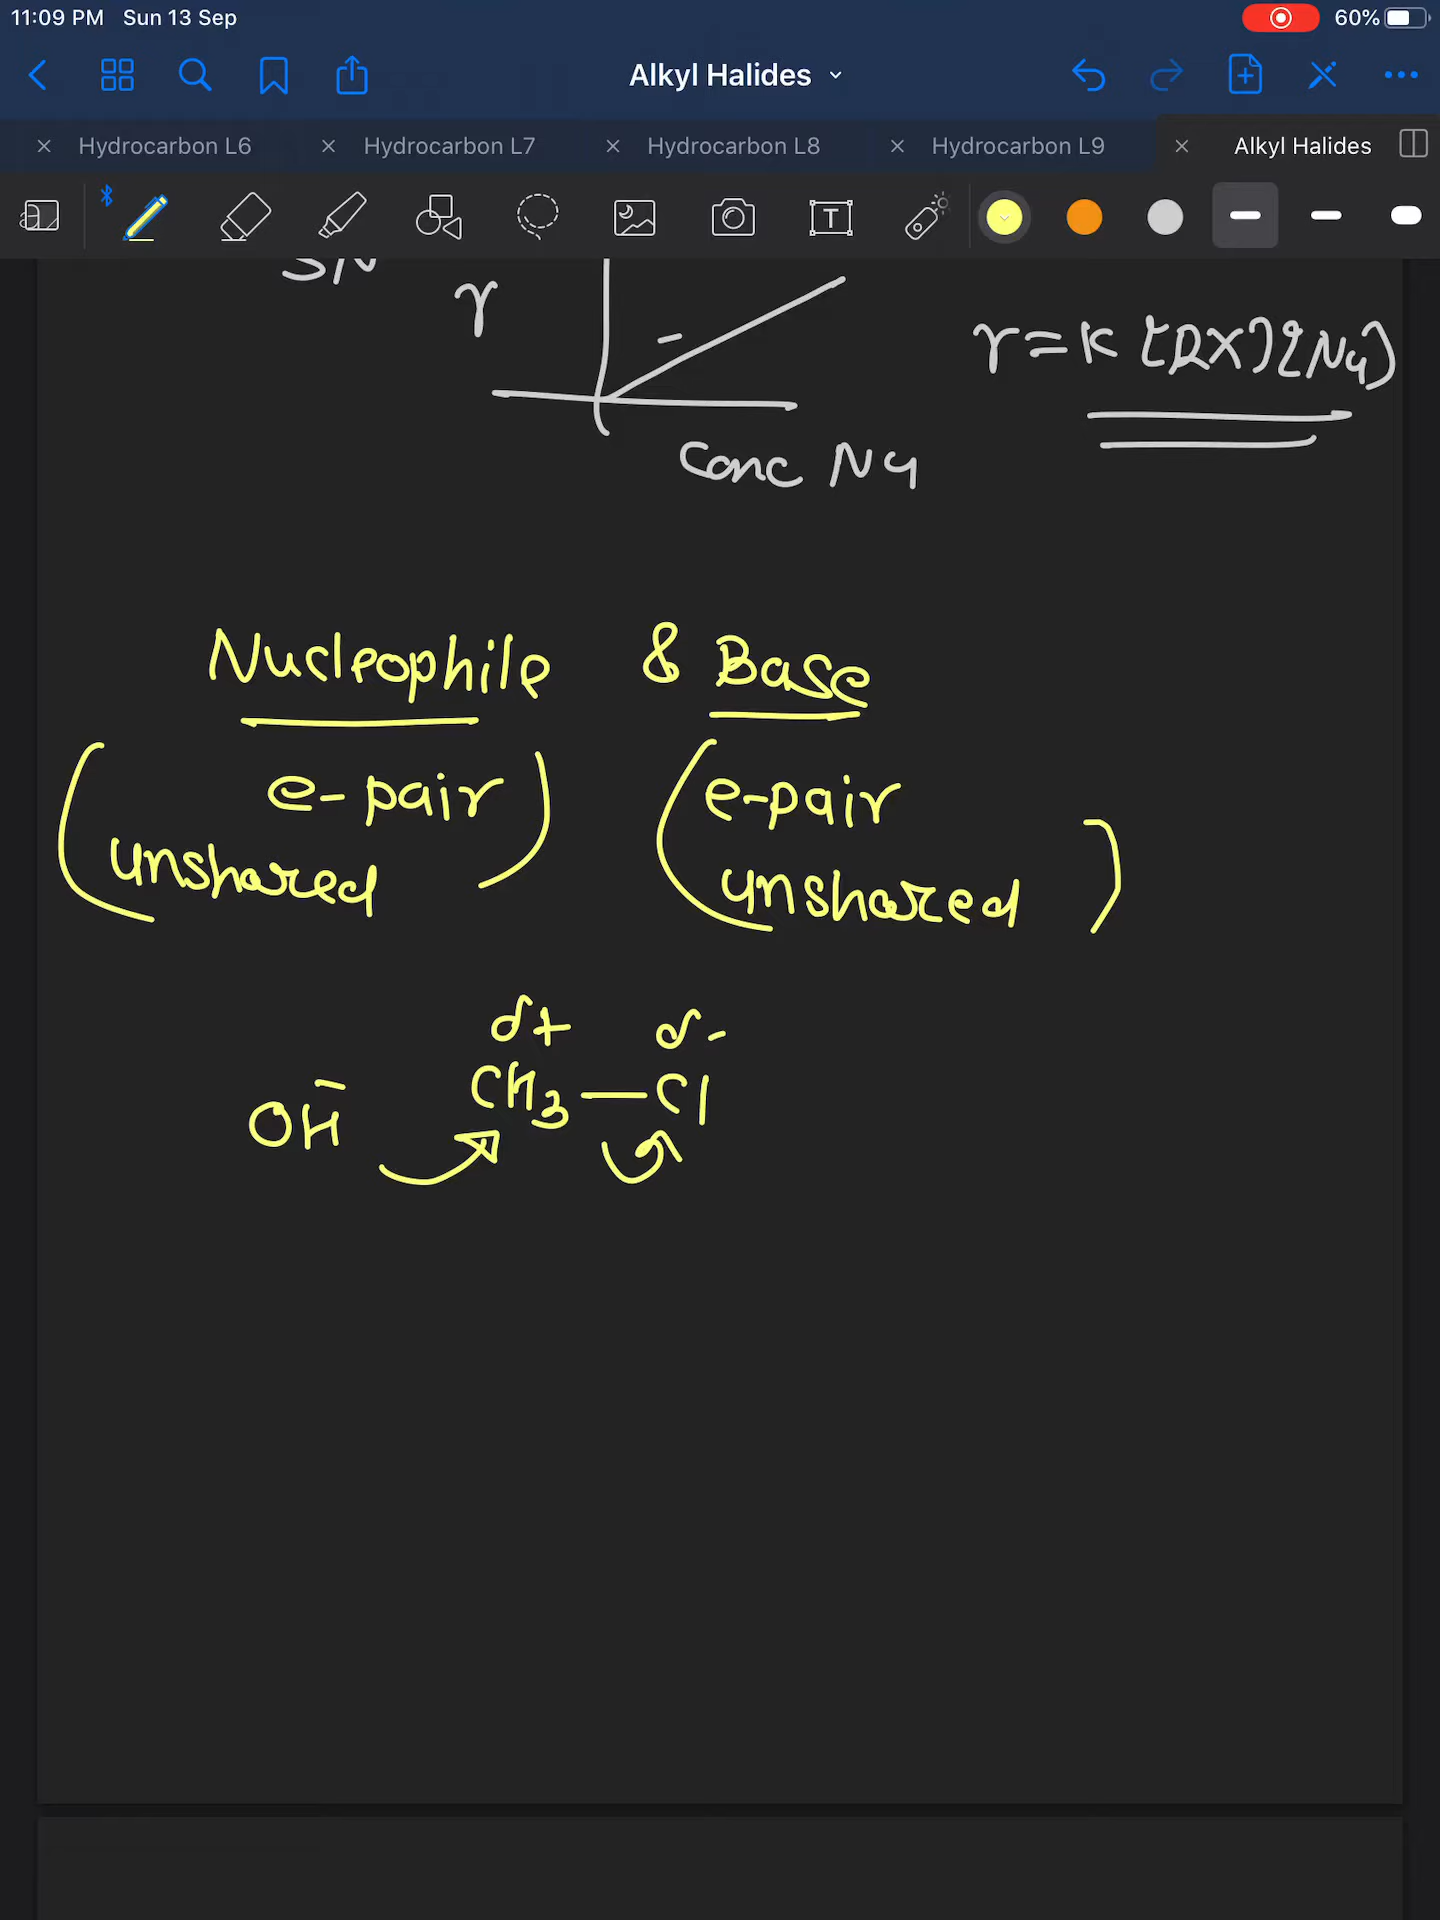 11:09 PM Sun 13 Sep 60%
Alkyl Halides
Hydrocarbon L6 Hydrocarbon L7 Hydrocarbon L8 Hydrocarbon L9 Alkyl Halides
SN
r
r = K [RX] [Nu]
Conc Nu
Nucleophile & Base
(e- pair unshared) (e-pair unshared)
δ+ δ-
OH⁻ CH₃ — Cl